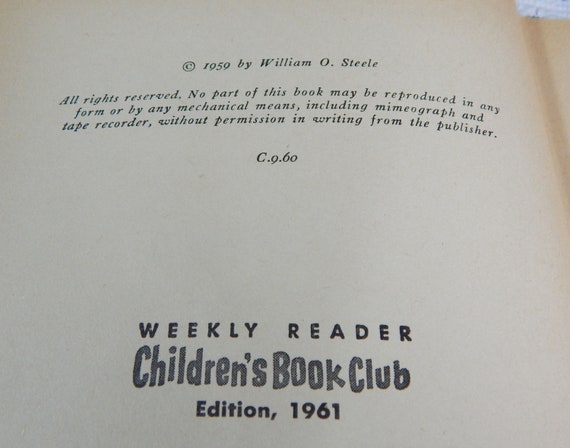 © 1959 by William O. Steele
All rights reserved. No part of this book may be reproduced in any
form or by any mechanical means, including mimeograph and
tape recorder, without permission in writing from the publisher.
C.9.60
WEEKLY READER
Children's Book Club
Edition, 1961